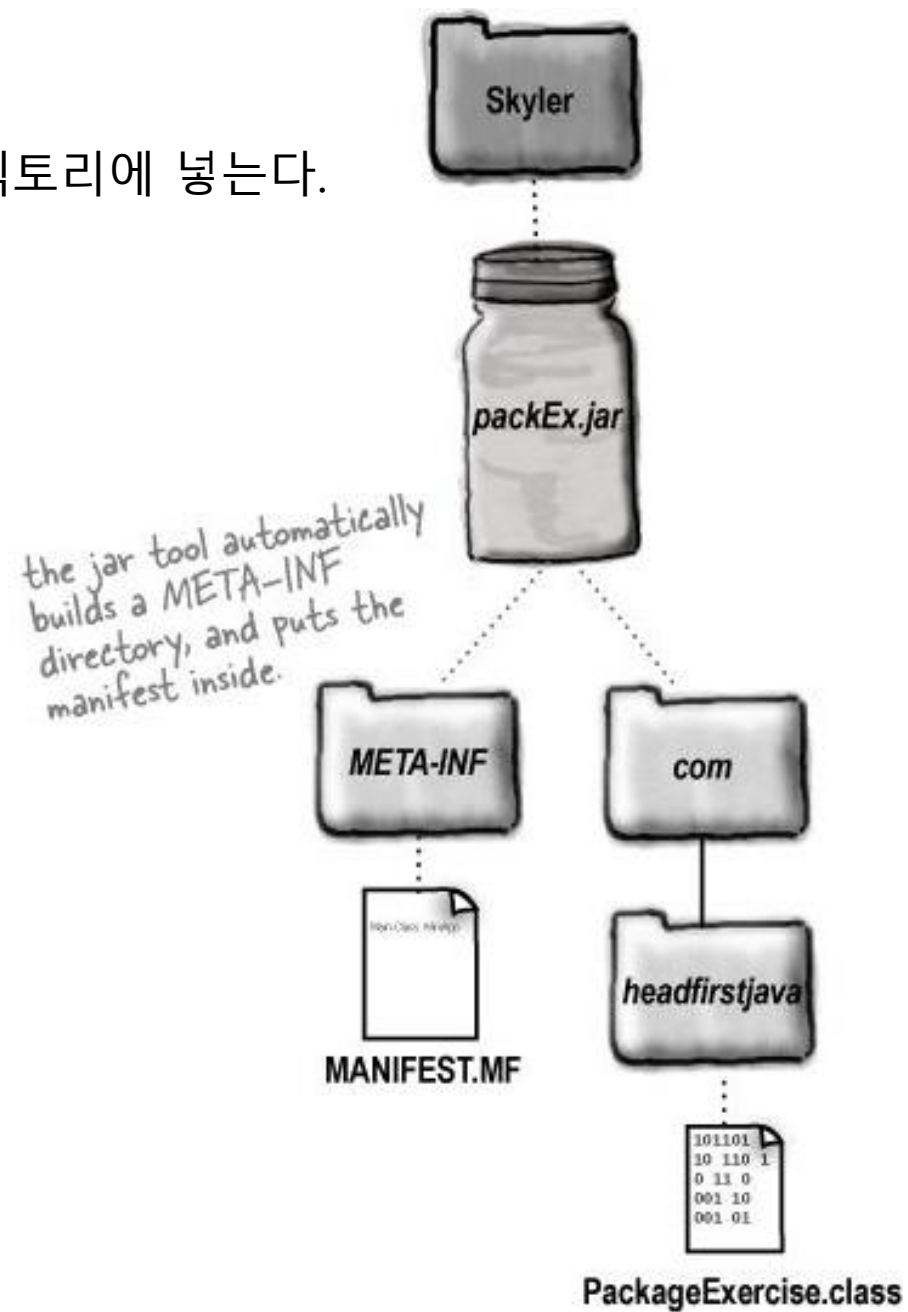 Skyler
토리에 넣는다.
packEx.jar
the jar tool automatically
builds a META-INF
directory, and puts the
manifest inside.
META-INF
com
headfirstjava
MANIFEST.MF
101101
10 110 1
0 11 0
001 10
001 01
PackageExercise.class